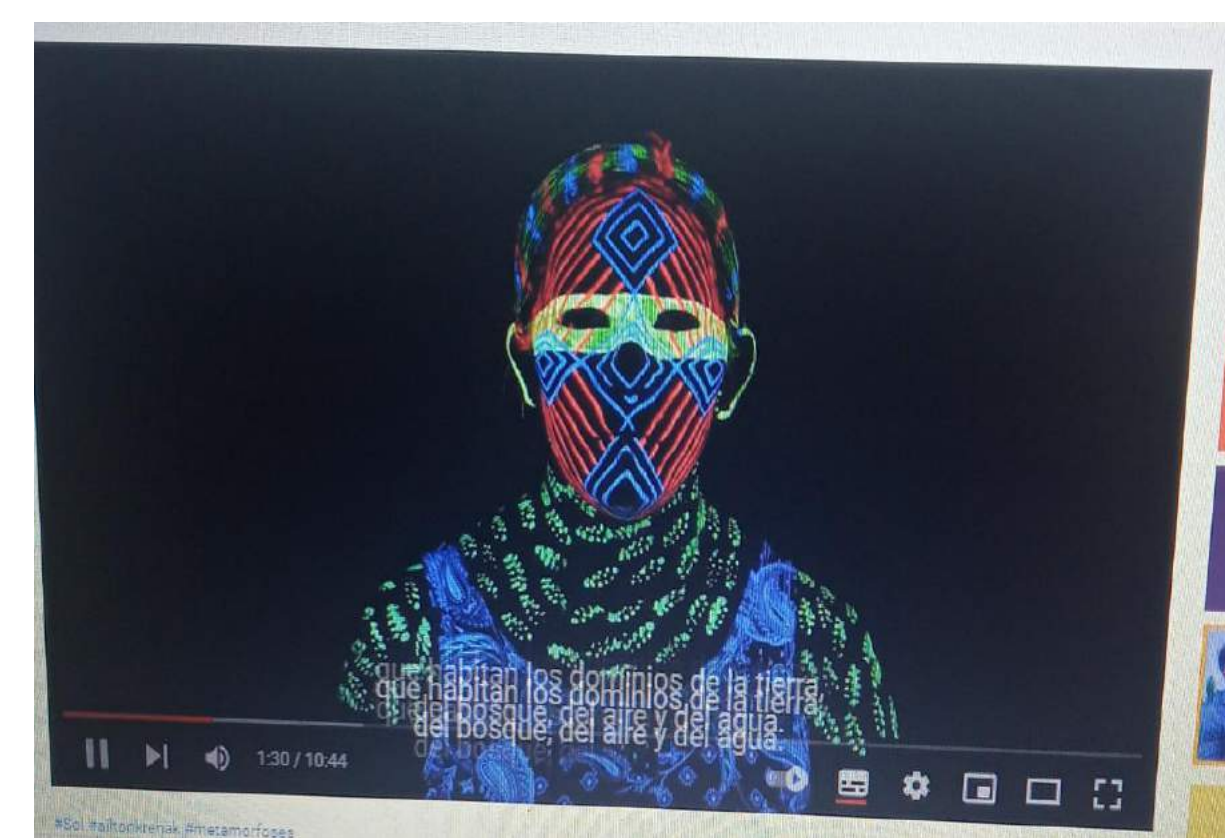 que habitan los dominios de la tierra,
del bosque, del aire y del agua.
1:30 / 10:44
#Sol #ailtonkrenak #metamorfoses